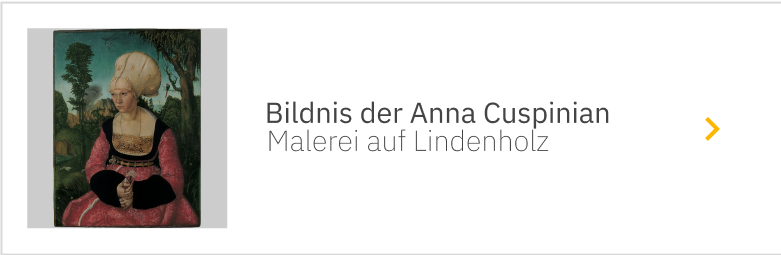 Bildnis der Anna Cuspinian
Malerei auf Lindenholz